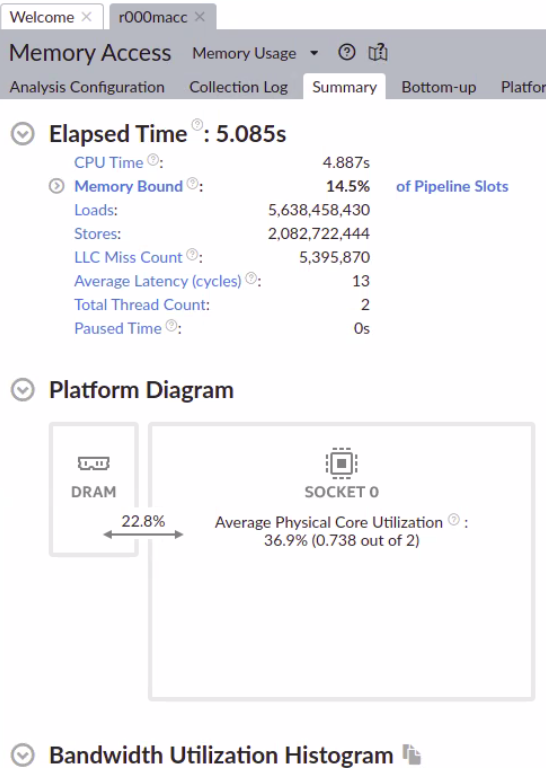 Welcome × r000macc ×
Memory Access Memory Usage
Analysis Configuration Collection Log Summary Bottom-up Platfor
Elapsed Time ?: 5.085s
CPU Time ?: 4.887s
Memory Bound ?: 14.5% of Pipeline Slots
Loads: 5,638,458,430
Stores: 2,082,722,444
LLC Miss Count ?: 5,395,870
Average Latency (cycles) ?: 13
Total Thread Count: 2
Paused Time ?: 0s
Platform Diagram
DRAM
22.8%
SOCKET 0
Average Physical Core Utilization ? :
36.9% (0.738 out of 2)
Bandwidth Utilization Histogram